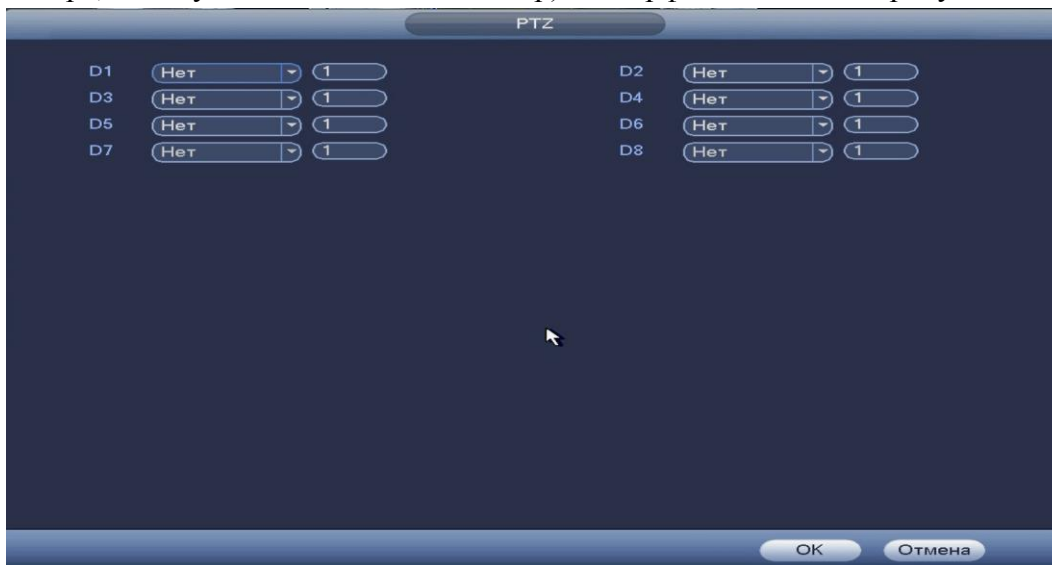 PTZ
D1 Нет 1 D2 Нет 1
D3 Нет 1 D4 Нет 1
D5 Нет 1 D6 Нет 1
D7 Нет 1 D8 Нет 1
OK Отмена